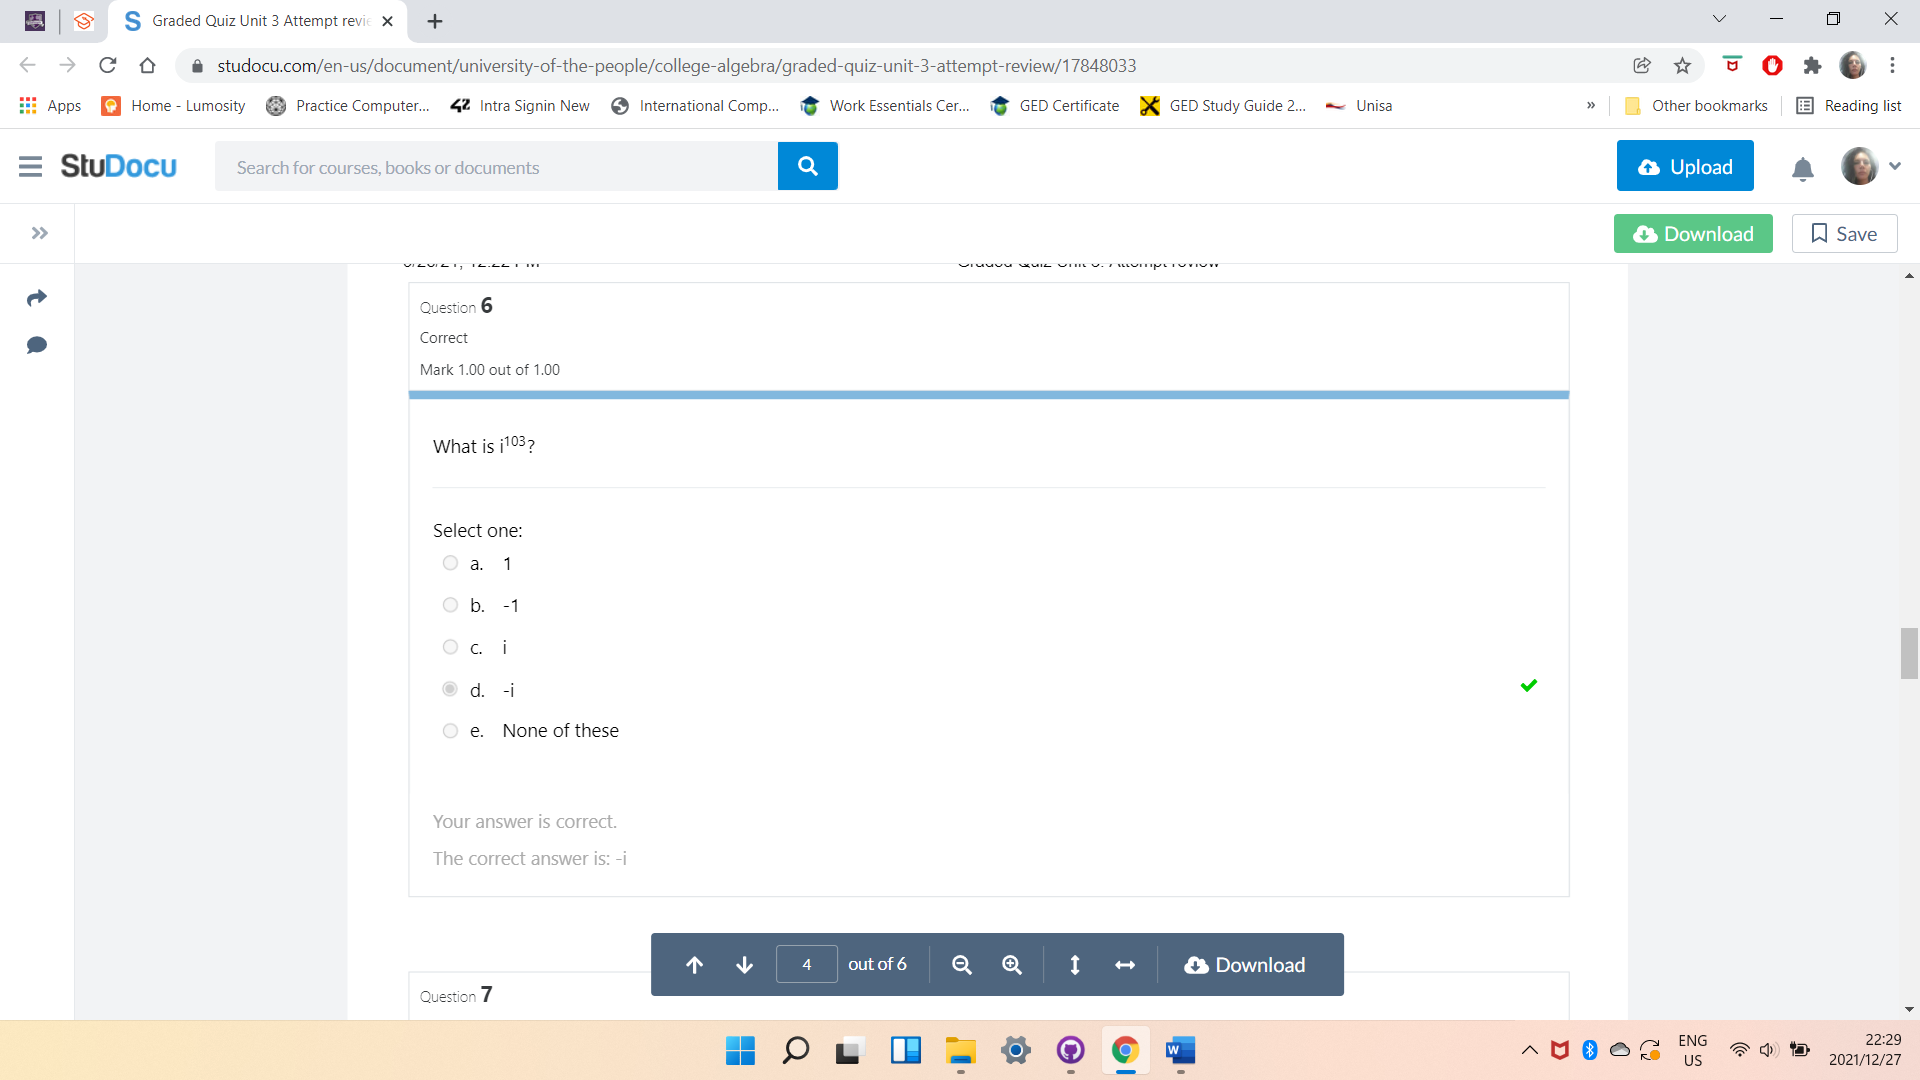 Graded Quiz Unit 3 Attempt revie
studocu.com/en-us/document/university-of-the-people/college-algebra/graded-quiz-unit-3-attempt-review/17848033
Apps Home - Lumosity Practice Computer... 42 Intra Signin New International Comp... Work Essentials Cer... GED Certificate GED Study Guide 2... Unisa » Other bookmarks Reading list
StuDocu Search for courses, books or documents Upload
Download Save
Question 6
Correct
Mark 1.00 out of 1.00
What is i¹⁰³?
Select one:
a. 1
b. -1
c. i
d. -i
e. None of these
Your answer is correct.
The correct answer is: -i
4 out of 6 Download
Question 7
ENG
US
22:29
2021/12/27